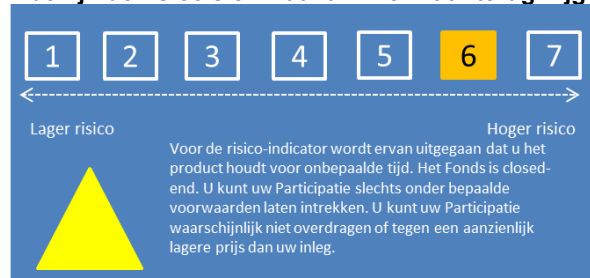 1 2 3 4 5 6 7
Lager risico Hoger risico
Voor de risico-indicator wordt ervan uitgegaan dat u het
product houdt voor onbepaalde tijd. Het Fonds is closed-
end. U kunt uw Participatie slechts onder bepaalde
voorwaarden laten intrekken. U kunt uw Participatie
waarschijnlijk niet overdragen of tegen een aanzienlijk
lagere prijs dan uw inleg.